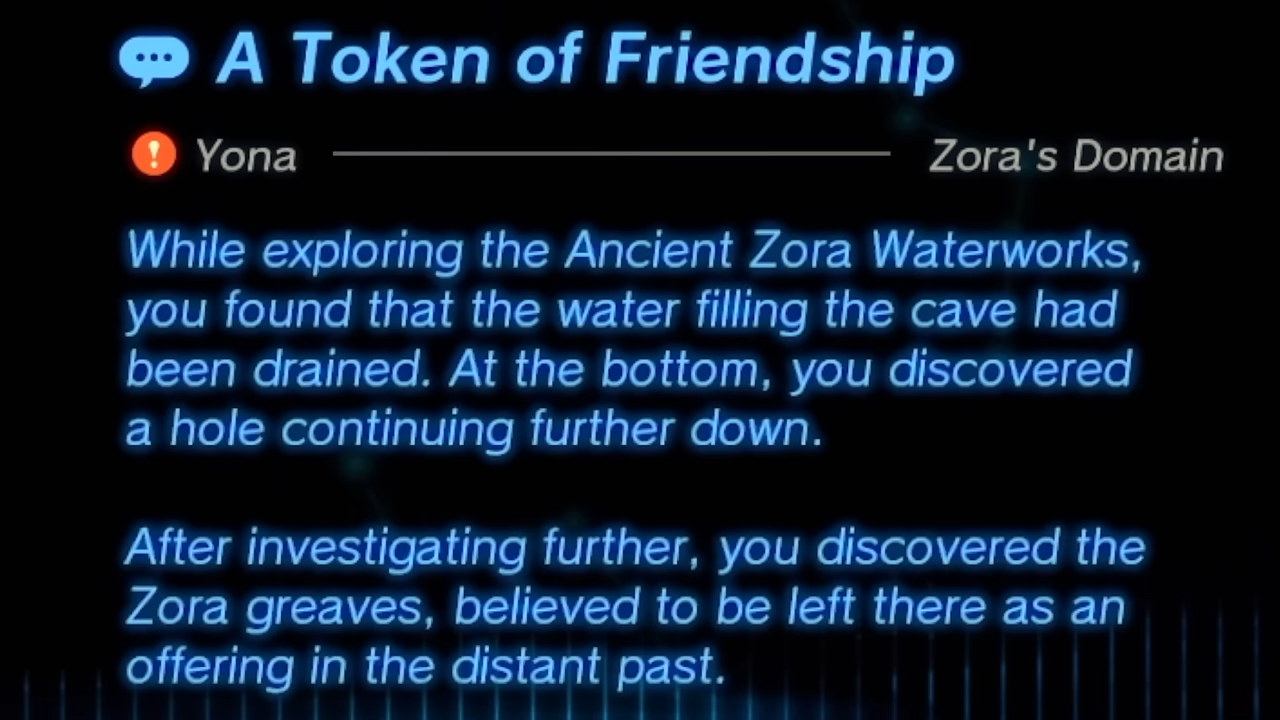 A Token of Friendship
Yona
Zora's Domain
While exploring the Ancient Zora Waterworks,
you found that the water filling the cave had
been drained. At the bottom, you discovered
a hole continuing further down.
After investigating further, you discovered the
Zora greaves, believed to be left there as an
offering in the distant past.